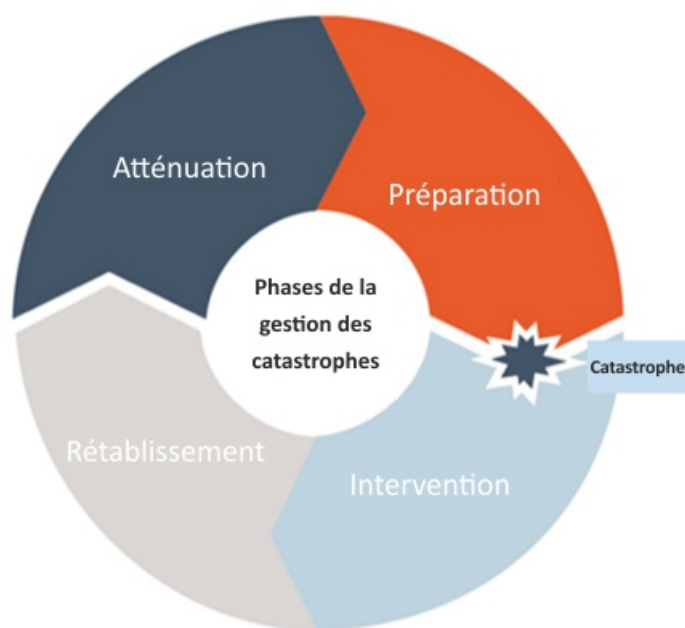 Atténuation
Préparation
Phases de la
gestion des
catastrophes
Catastrophe
Rétablissement
Intervention